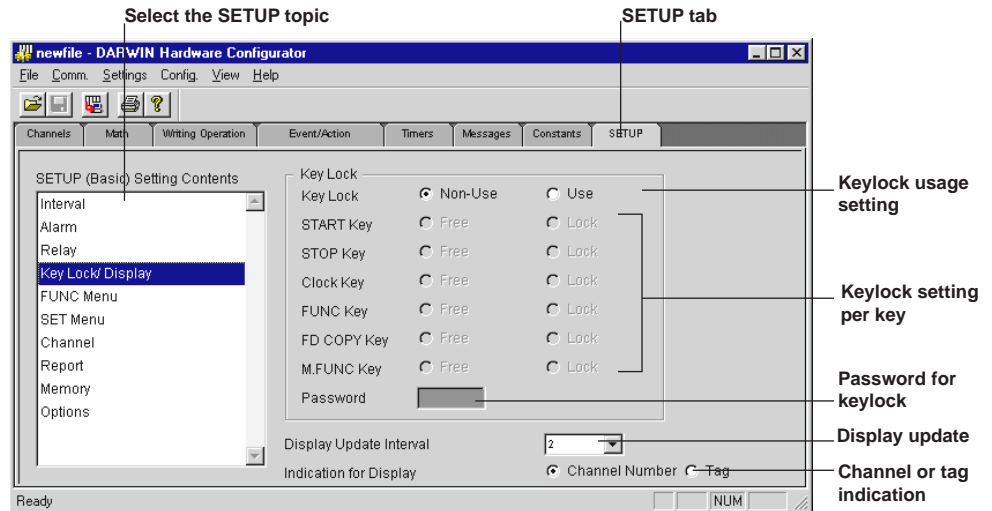 Select the SETUP topic
SETUP tab
newfile - DARWIN Hardware Configurator
File Comm. Settings Config. View Help
Channels Math Writing Operation Event/Action Timers Messages Constants SETUP
SETUP (Basic) Setting Contents
Interval
Alarm
Relay
Key Lock/ Display
FUNC Menu
SET Menu
Channel
Report
Memory
Options
Key Lock
Key Lock Non-Use Use
START Key Free Lock
STOP Key Free Lock
Clock Key Free Lock
FUNC Key Free Lock
FD COPY Key Free Lock
M.FUNC Key Free Lock
Password
Display Update Interval 2
Indication for Display Channel Number Tag
Keylock usage
setting
Keylock setting
per key
Password for
keylock
Display update
Channel or tag
indication
Ready NUM